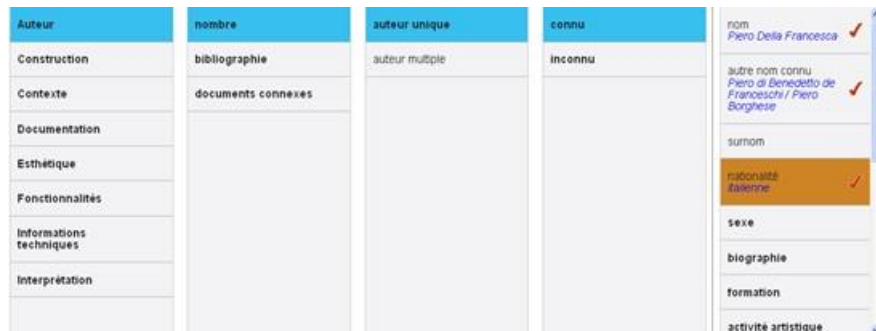 Auteur
Construction
Contexte
Documentation
Esthétique
Fonctionnalités
Informations
techniques
Interprétation
nombre
bibliographie
documents connexes
auteur unique
auteur multiple
connu
inconnu
nom
Piero Della Francesca
autre nom connu
Piero di Benedetto de
Franceschi / Piero
Borghese
surnom
nationalité
italienne
sexe
biographie
formation
activité artistique